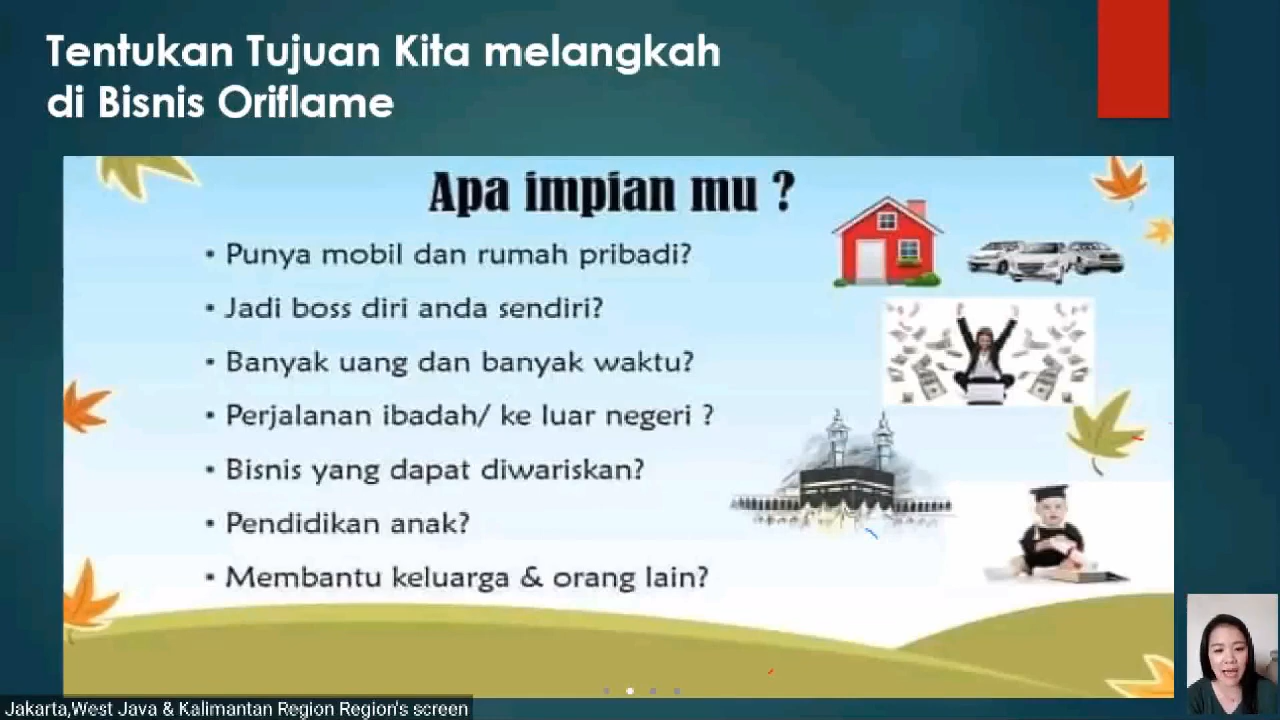 Tentukan Tujuan Kita melangkah
di Bisnis Oriflame
Apa impian mu ?
• Punya mobil dan rumah pribadi?
• Jadi boss diri anda sendiri?
• Banyak uang dan banyak waktu?
• Perjalanan ibadah/ ke luar negeri ?
• Bisnis yang dapat diwariskan?
• Pendidikan anak?
• Membantu keluarga & orang lain?
Jakarta,West Java & Kalimantan Region Region's screen